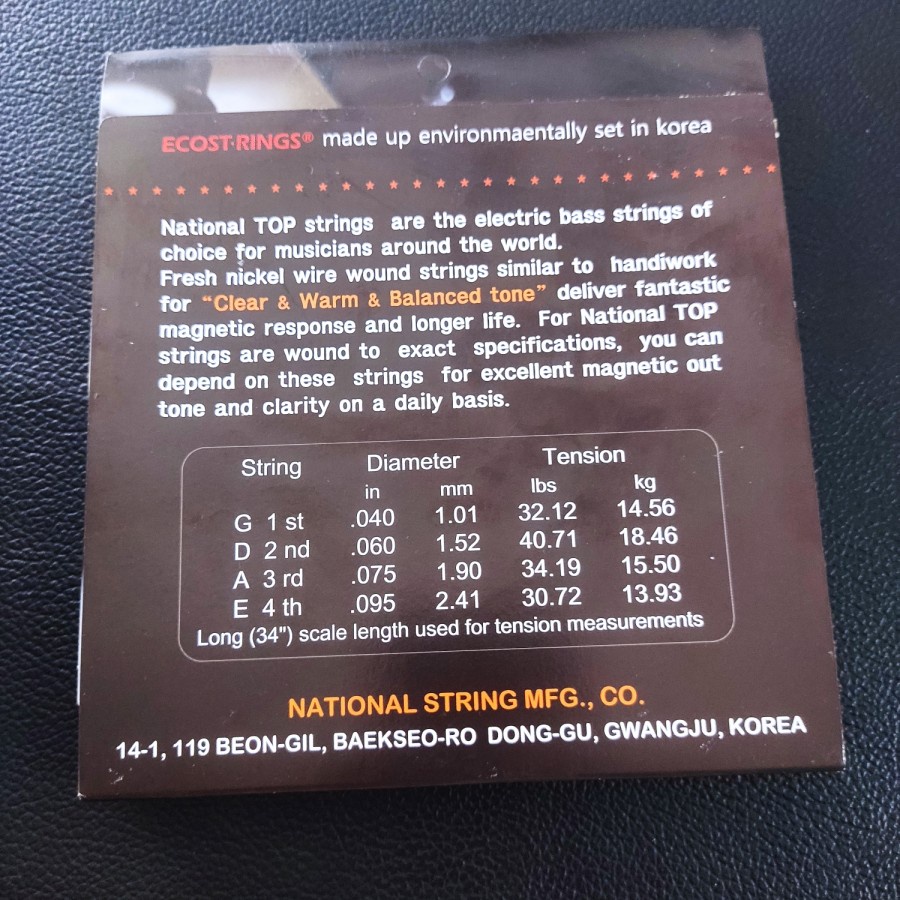 ECOST·RINGS® made up environmaentally set in korea
National TOP strings are the electric bass strings of
choice for musicians around the world.
Fresh nickel wire wound strings similar to handiwork
for “Clear & Warm & Balanced tone” deliver fantastic
magnetic response and longer life. For National TOP
strings are wound to exact specifications, you can
depend on these strings for excellent magnetic out
tone and clarity on a daily basis.
String Diameter Tension
in mm lbs kg
G 1 st .040 1.01 32.12 14.56
D 2 nd .060 1.52 40.71 18.46
A 3 rd .075 1.90 34.19 15.50
E 4 th .095 2.41 30.72 13.93
Long (34") scale length used for tension measurements
NATIONAL STRING MFG., CO.
14-1, 119 BEON-GIL, BAEKSEO-RO DONG-GU, GWANGJU, KOREA